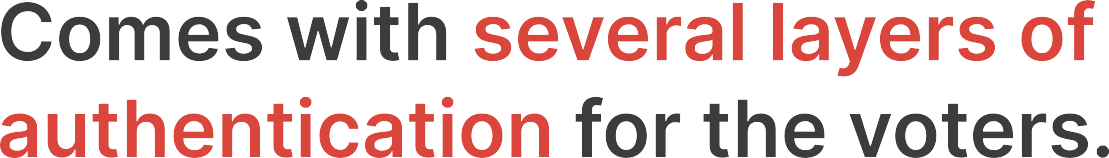 Comes with several layers of
authentication for the voters.